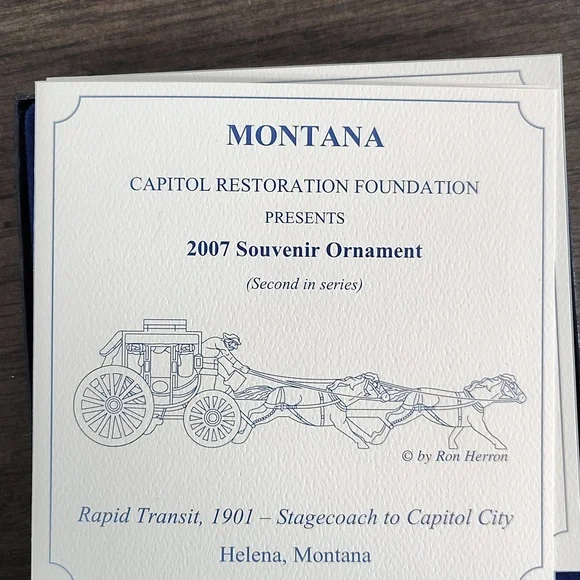 MONTANA
CAPITOL RESTORATION FOUNDATION
PRESENTS
2007 Souvenir Ornament
(Second in series)
© by Ron Herron
Rapid Transit, 1901 – Stagecoach to Capitol City
Helena, Montana